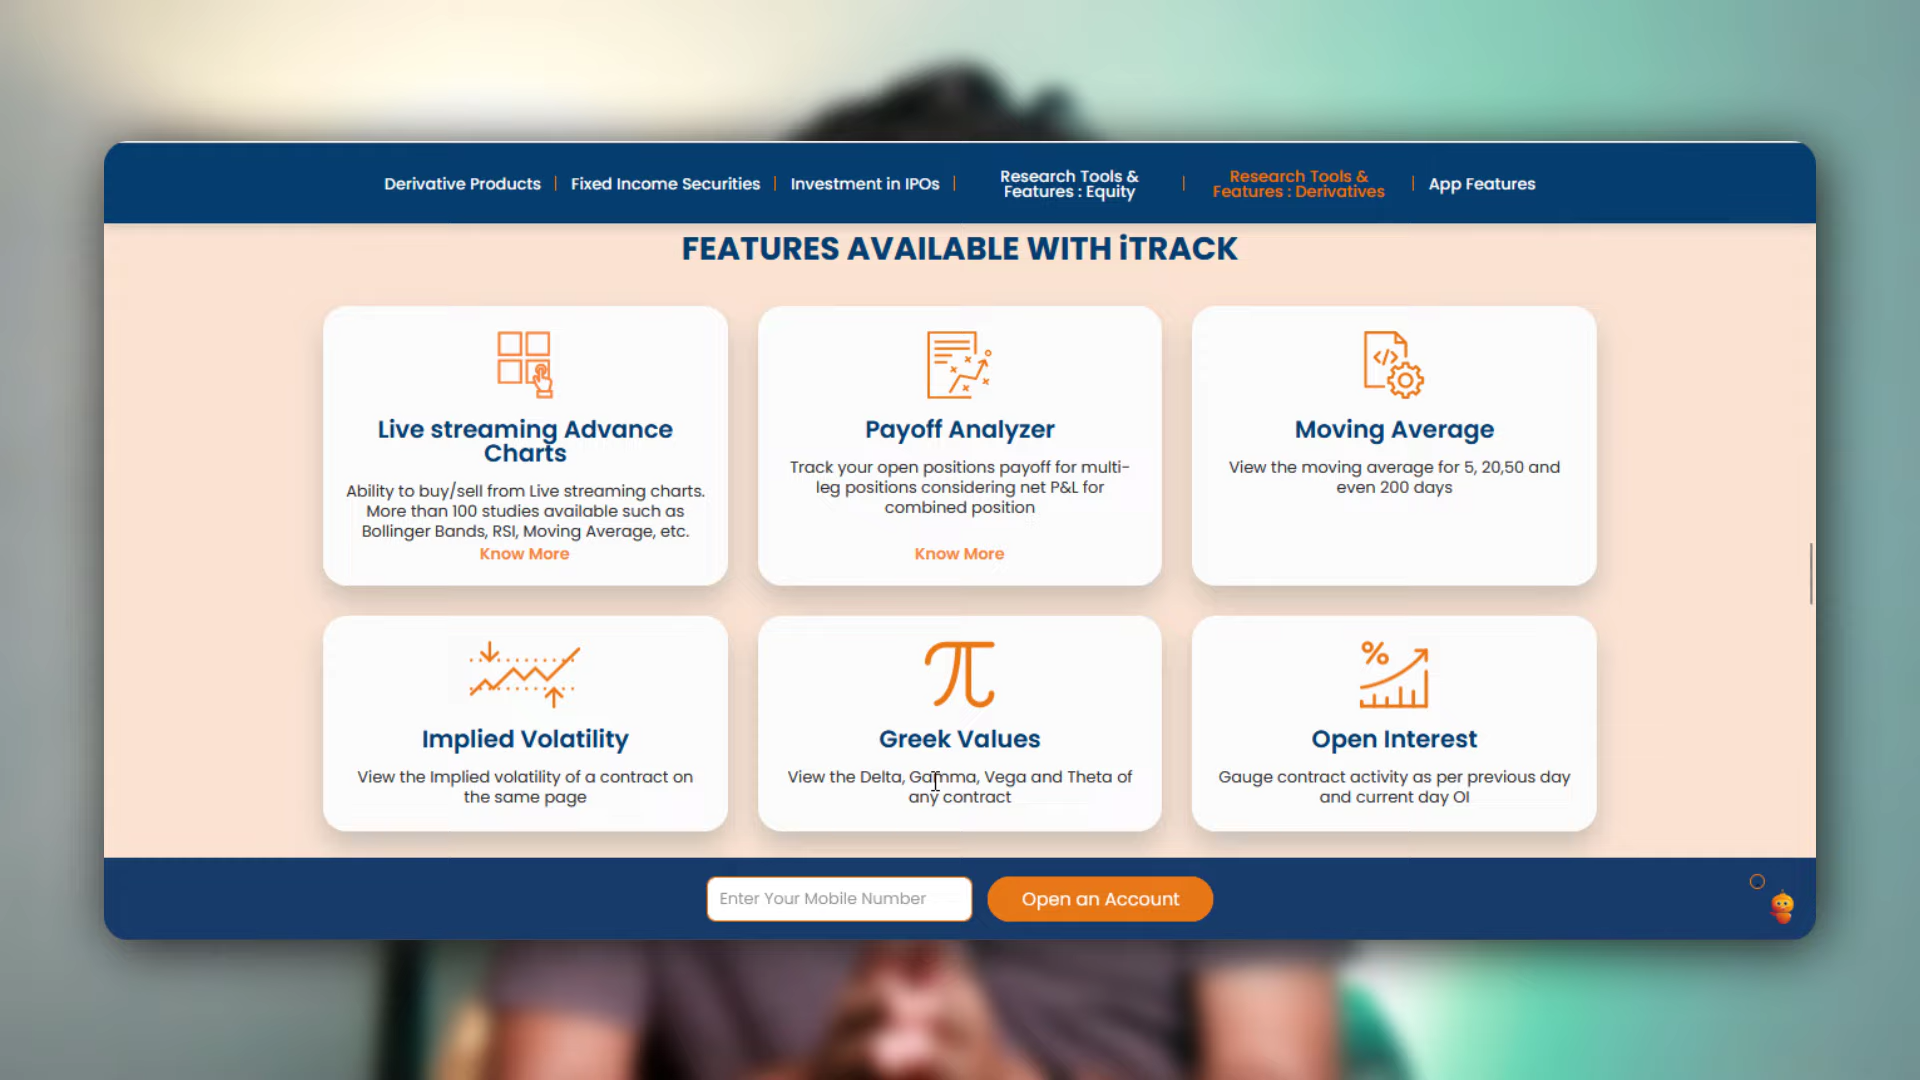 Derivative Products
Fixed Income Securities
Investment in IPOs
Research Tools &
Features : Equity
Research Tools &
Features : Derivatives
App Features
FEATURES AVAILABLE WITH iTRACK
Live streaming Advance
Charts
Ability to buy/sell from Live streaming charts.
More than 100 studies available such as
Bollinger Bands, RSI, Moving Average, etc.
Know More
Payoff Analyzer
Track your open positions payoff for multi-
leg positions considering net P&L for
combined position
Know More
Moving Average
View the moving average for 5, 20,50 and
even 200 days
Implied Volatility
View the Implied volatility of a contract on
the same page
Greek Values
View the Delta, Gamma, Vega and Theta of
any contract
Open Interest
Gauge contract activity as per previous day
and current day OI
Enter Your Mobile Number
Open an Account